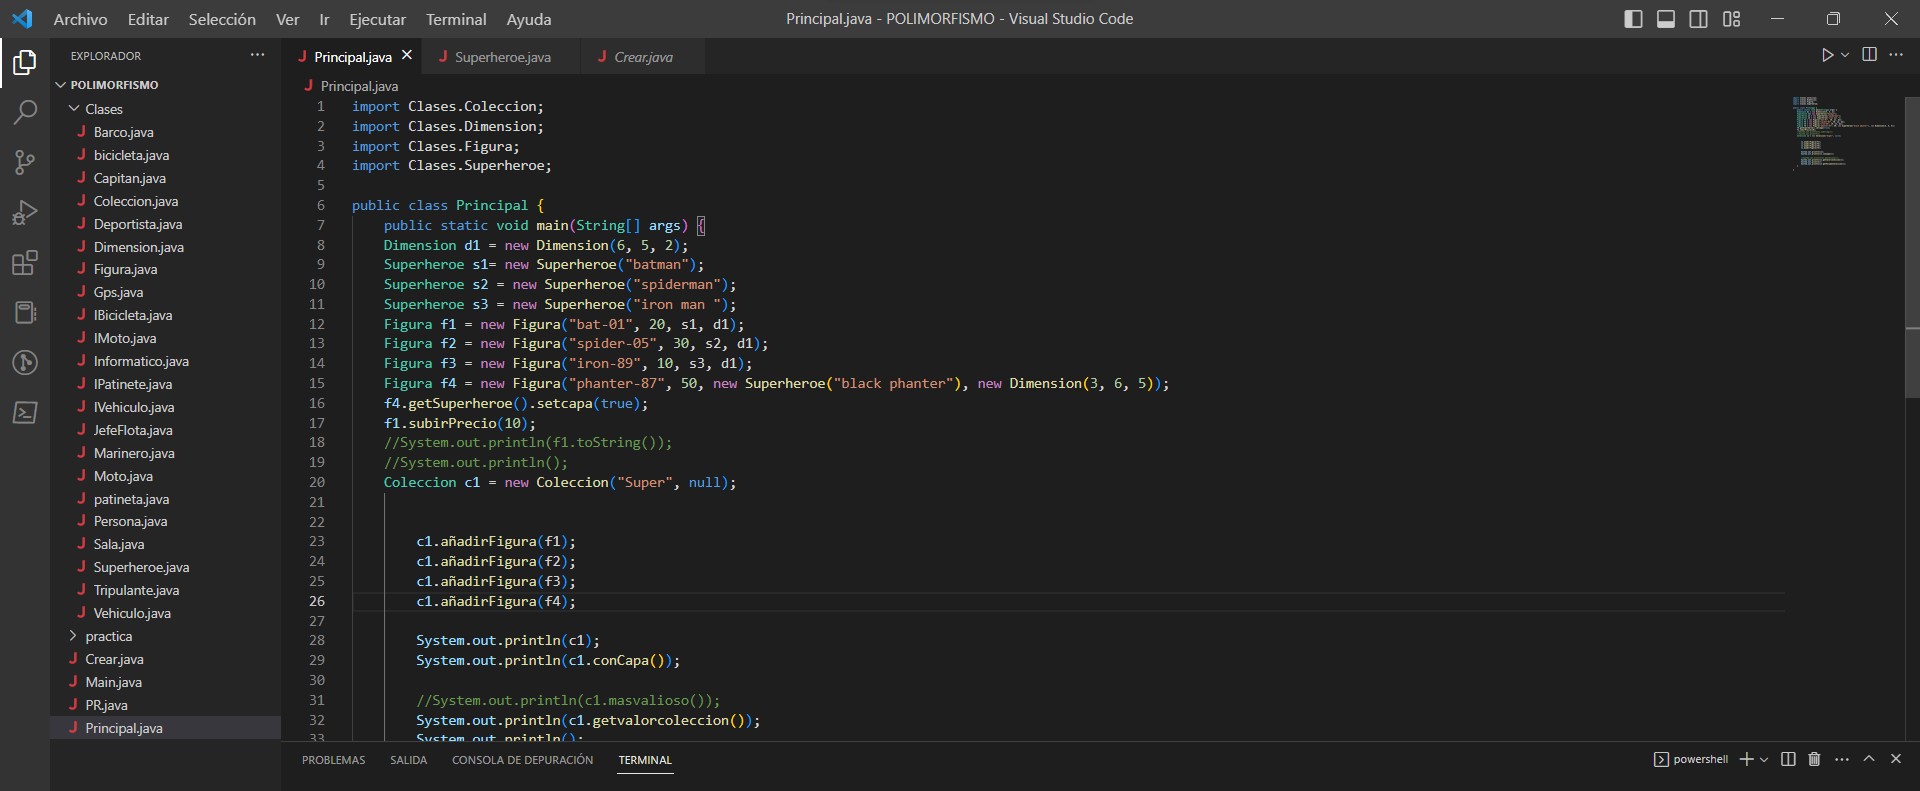 Archivo Editar Selección Ver Ir Ejecutar Terminal Ayuda
Principal.java - POLIMORFISMO - Visual Studio Code
EXPLORADOR
POLIMORFISMO
Clases
Barco.java
bicicleta.java
Capitan.java
Coleccion.java
Deportista.java
Dimension.java
Figura.java
Gps.java
IBicicleta.java
IMoto.java
Informatico.java
IPatinete.java
IVehiculo.java
JefeFlota.java
Marinero.java
Moto.java
patineta.java
Persona.java
Sala.java
Superheroe.java
Tripulante.java
Vehiculo.java
practica
Crear.java
Main.java
PR.java
Principal.java
Principal.java Superheroe.java Crear.java
Principal.java
1 import Clases.Coleccion;
2 import Clases.Dimension;
3 import Clases.Figura;
4 import Clases.Superheroe;
5
6 public class Principal {
7 public static void main(String[] args) {
8 Dimension d1 = new Dimension(6, 5, 2);
9 Superheroe s1= new Superheroe("batman");
10 Superheroe s2 = new Superheroe("spiderman");
11 Superheroe s3 = new Superheroe("iron man ");
12 Figura f1 = new Figura("bat-01", 20, s1, d1);
13 Figura f2 = new Figura("spider-05", 30, s2, d1);
14 Figura f3 = new Figura("iron-89", 10, s3, d1);
15 Figura f4 = new Figura("phanter-87", 50, new Superheroe("black phanter"), new Dimension(3, 6, 5));
16 f4.getSuperheroe().setcapa(true);
17 f1.subirPrecio(10);
18 //System.out.println(f1.toString());
19 //System.out.println();
20 Coleccion c1 = new Coleccion("Super", null);
21
22
23 c1.añadirFigura(f1);
24 c1.añadirFigura(f2);
25 c1.añadirFigura(f3);
26 c1.añadirFigura(f4);
27
28 System.out.println(c1);
29 System.out.println(c1.conCapa());
30
31 //System.out.println(c1.masvalioso());
32 System.out.println(c1.getvalorcoleccion());
33 System.out.println();
PROBLEMAS SALIDA CONSOLA DE DEPURACIÓN TERMINAL
powershell